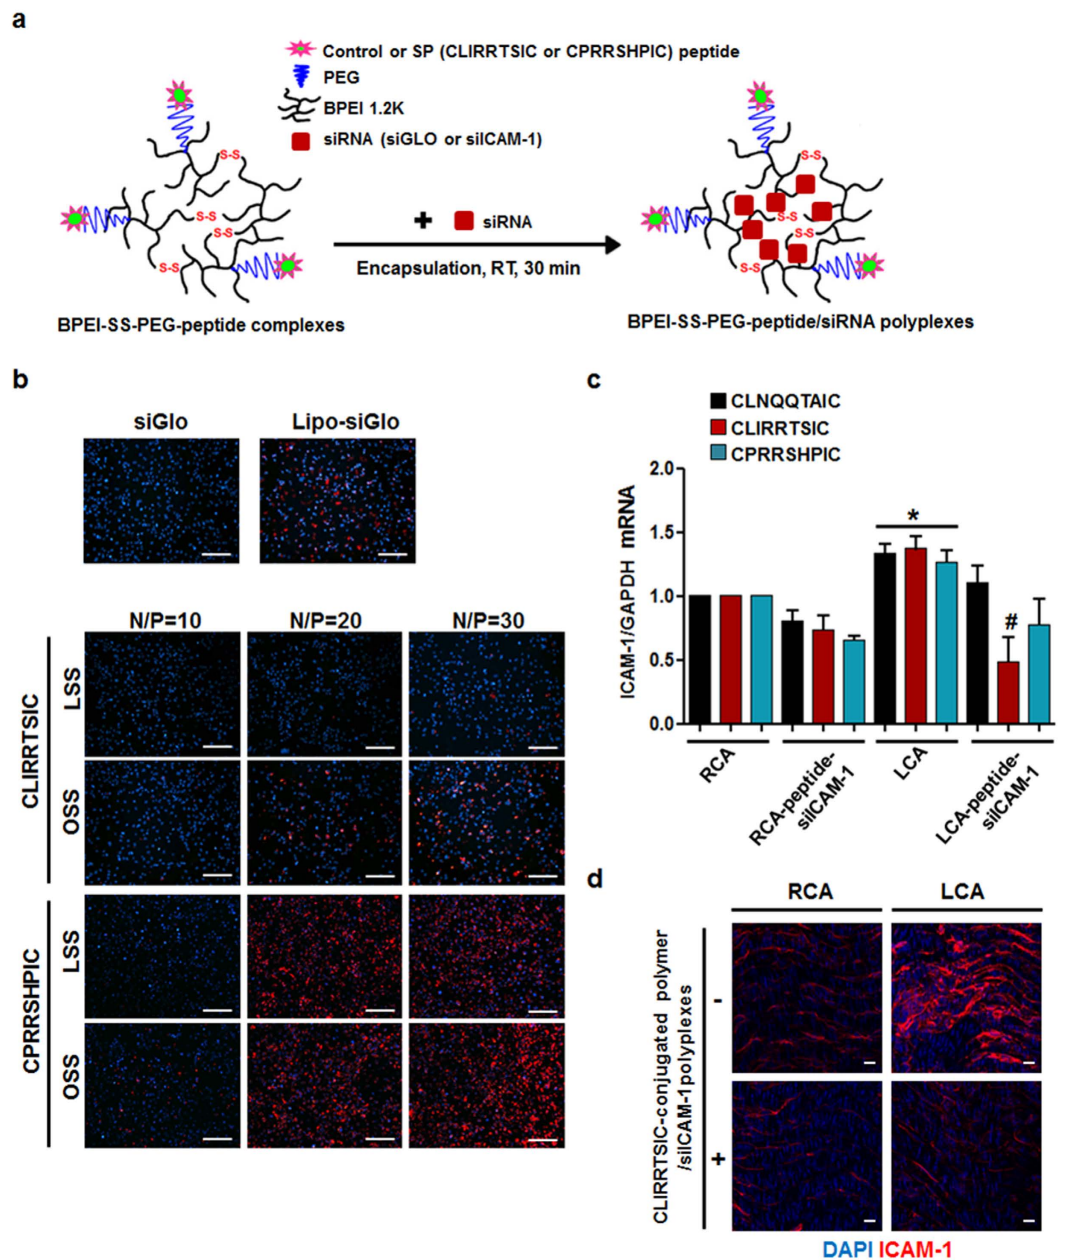 a
Control or SP (CLIRRTSIC or CPRRSHPIC) peptide
PEG
BPEI 1.2K
siRNA (siGLO or siICAM-1)
S-S
S-S
S-S
S-S
+ siRNA
Encapsulation, RT, 30 min
S-S
S-S
S-S
S-S
BPEI-SS-PEG-peptide complexes
BPEI-SS-PEG-peptide/siRNA polyplexes
b
siGlo
Lipo-siGlo
N/P=10
N/P=20
N/P=30
CLIRRTSIC
LSS
OSS
CPRRSHPIC
LSS
OSS
c
CLNQQTAIC
CLIRRTSIC
CPRRSHPIC
ICAM-1/GAPDH mRNA
2.0
1.5
1.0
0.5
0.0
*
#
RCA
RCA-peptide-
siICAM-1
LCA
LCA-peptide-
siICAM-1
d
RCA
LCA
CLIRRTSIC-conjugated polymer
/siICAM-1polyplexes
-
+
DAPI ICAM-1